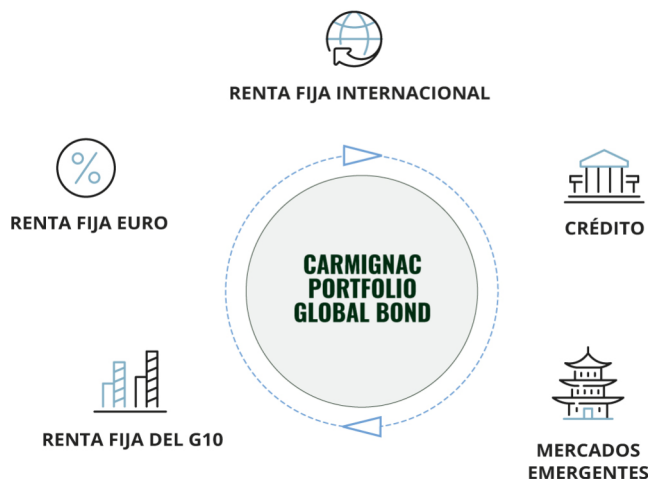 RENTA FIJA INTERNACIONAL
RENTA FIJA EURO
CRÉDITO
CARMIGNAC
PORTFOLIO
GLOBAL BOND
RENTA FIJA DEL G10
MERCADOS
EMERGENTES